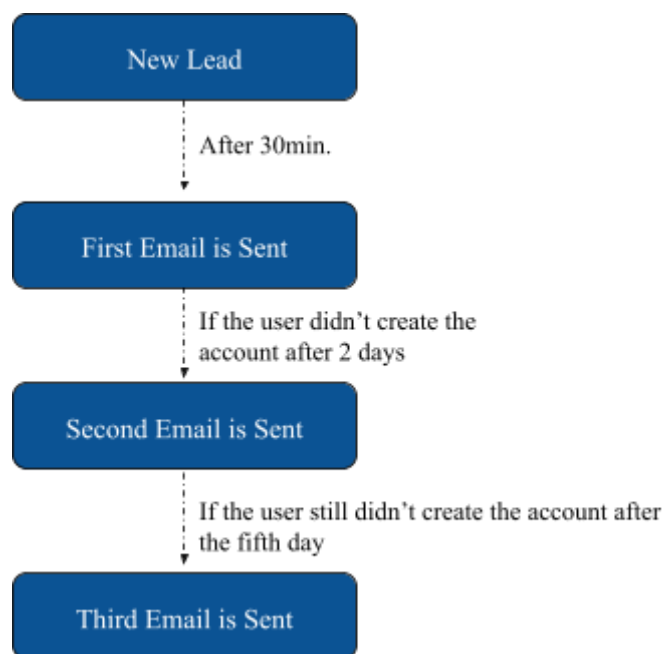 New Lead
After 30min.
First Email is Sent
If the user didn’t create the
account after 2 days
Second Email is Sent
If the user still didn’t create the account after
the fifth day
Third Email is Sent